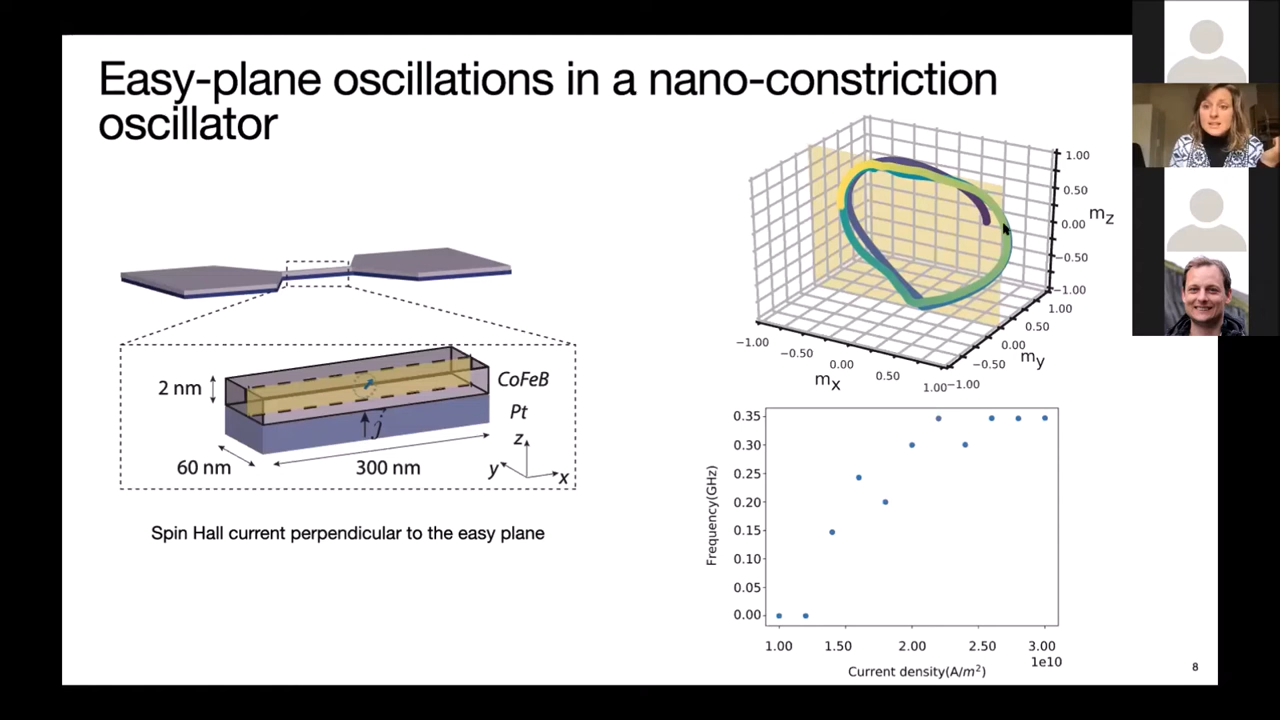 Easy-plane oscillations in a nano-constriction
oscillator
2 nm
CoFeB
Pt
j
60 nm
300 nm
z
y
x
Spin Hall current perpendicular to the easy plane
1.00
0.50
0.00
−0.50
−1.00
mz
1.00
0.50
0.00
−0.50
−1.00
my
−1.00
−0.50
0.00
0.50
1.00
mx
0.35
0.30
0.25
0.20
0.15
0.10
0.05
0.00
Frequency(GHz)
1.00 1.50 2.00 2.50 3.00
1e10
Current density(A/m²)
8